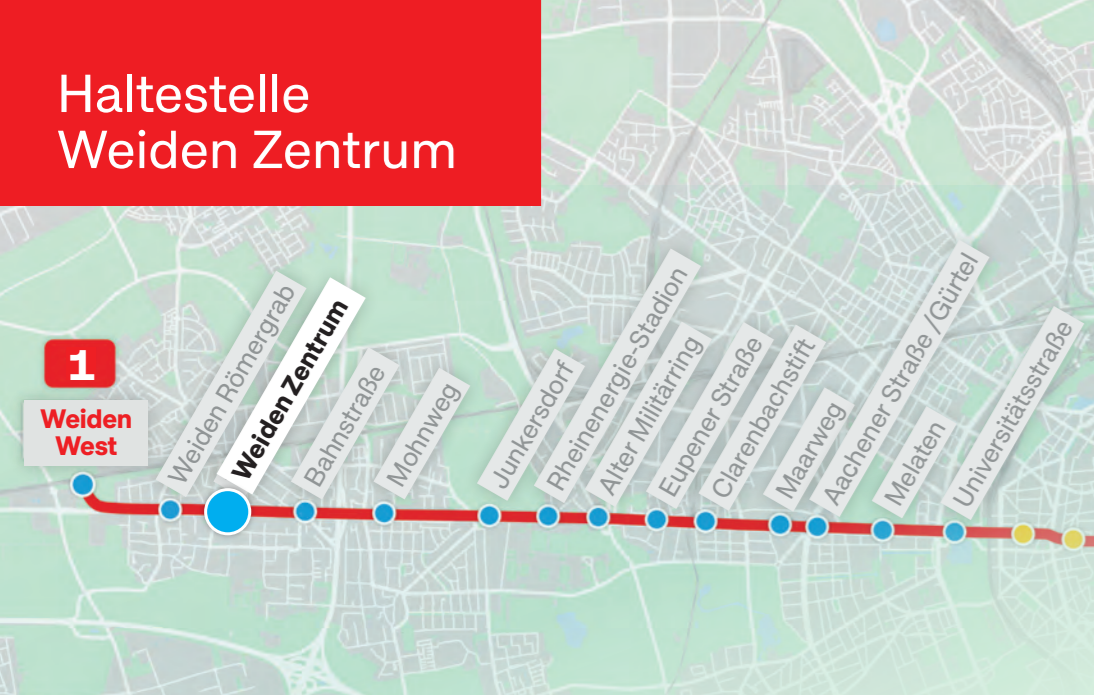 Haltestelle
Weiden Zentrum
1
Weiden
West
Weiden Römergrab
Weiden Zentrum
Bahnstraße
Mohnweg
Junkersdorf
Rheinenergie-Stadion
Alter Militärring
Eupener Straße
Clarenbachstift
Maarweg
Aachener Straße /Gürtel
Melaten
Universitätsstraße